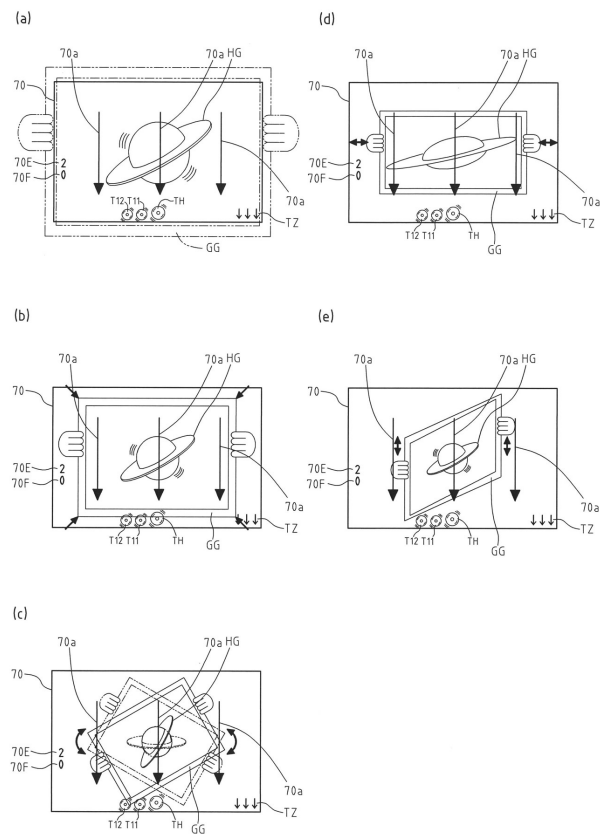 (a)
70
70a
70a HG
70a
70E 2
70F 0
T12 T11
TH
TZ
GG
(b)
70
70a
70a HG
70a
70E 2
70F 0
T12 T11
TH
GG
TZ
(c)
70
70a
70a HG
70a
70E 2
70F 0
T12 T11
TH
GG
TZ
(d)
70
70a
70a HG
70a
70E 2
70F 0
T12 T11
TH
GG
TZ
(e)
70
70a
70a HG
70a
70E 2
70F 0
T12 T11
TH
GG
TZ